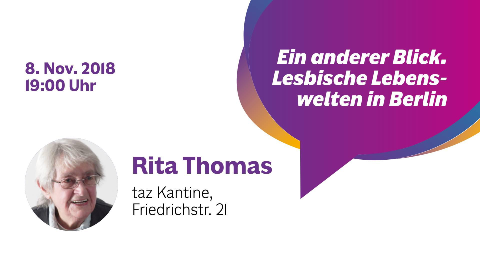 8. Nov. 2018
19:00 Uhr
Ein anderer Blick.
Lesbische Lebens-
welten in Berlin
Rita Thomas
taz Kantine,
Friedrichstr. 21